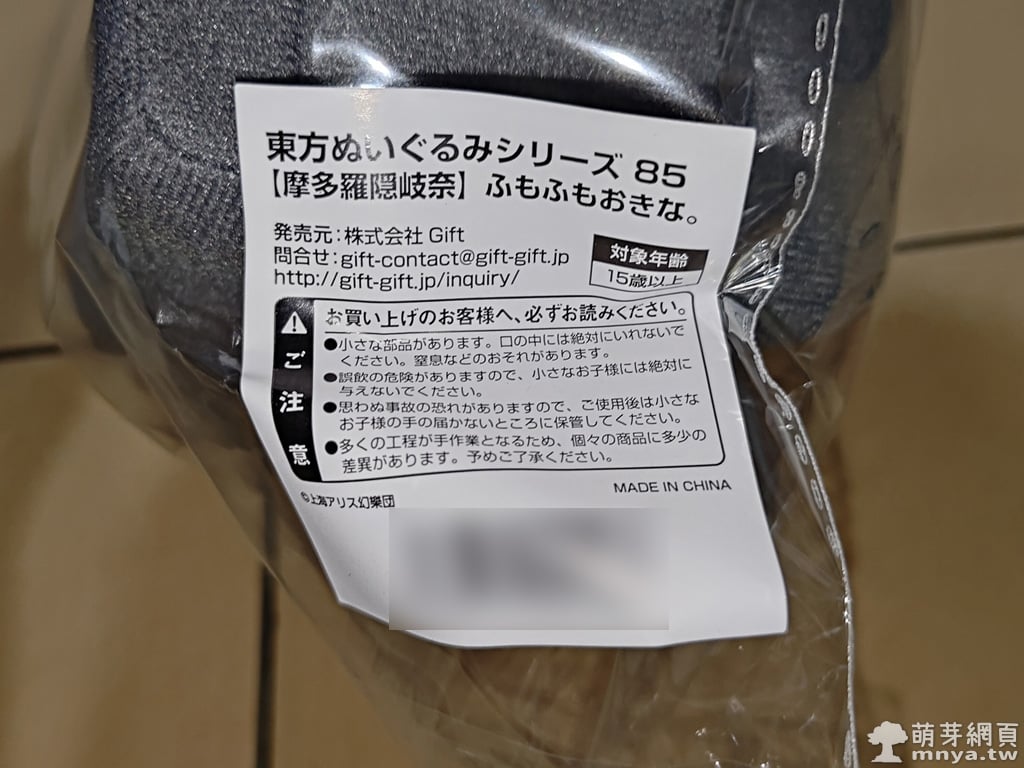 東方ぬいぐるみシリーズ 85
【摩多羅隠岐奈】ふもふもおきな。
発売元:株式会社 Gift
問合せ:gift-contact@gift-gift.jp
http://gift-gift.jp/inquiry/
対象年齢
15歳以上
ご注意
お買い上げのお客様へ、必ずお読みください。
●小さな部品があります。口の中には絶対にいれないで
ください。窒息などのおそれがあります。
●誤飲の危険がありますので、小さなお子様には絶対に
与えないでください。
●思わぬ事故の恐れがありますので、ご使用後は小さな
お子様の手の届かないところに保管してください。
●多くの工程が手作業となるため、個々の商品に多少の
差異があります。予めご了承ください。
©上海アリス幻樂団
MADE IN CHINA
萌芽網頁
mnya.tw